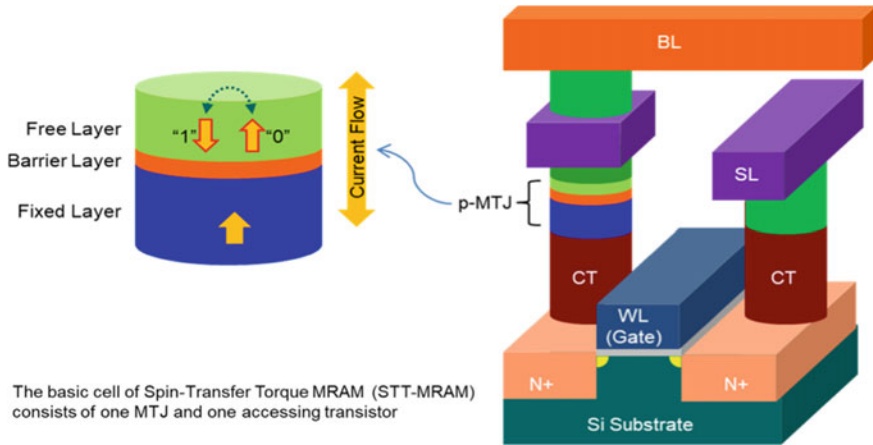 Free Layer
Barrier Layer
Fixed Layer
"1"
"0"
Current Flow
p-MTJ
BL
SL
CT
CT
WL
(Gate)
N+
N+
Si Substrate
The basic cell of Spin-Transfer Torque MRAM (STT-MRAM)
consists of one MTJ and one accessing transistor